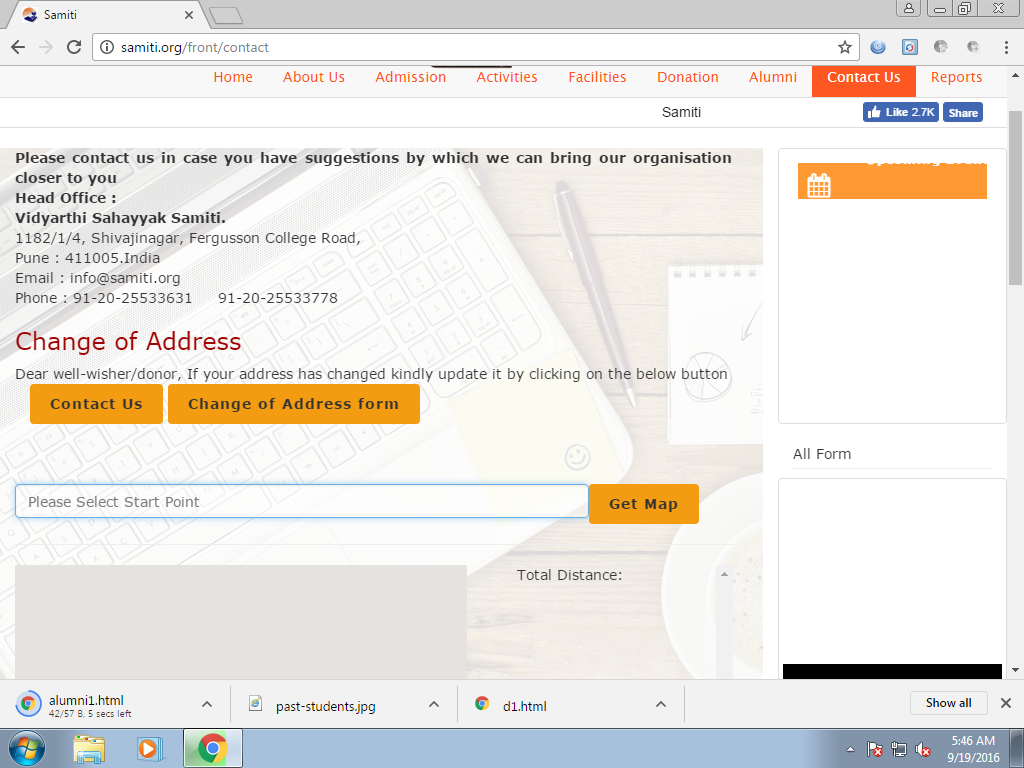 Samiti
samiti.org/front/contact
Home About Us Admission Activities Facilities Donation Alumni Contact Us Reports
Samiti
Like 2.7K Share
Please contact us in case you have suggestions by which we can bring our organisation
closer to you
Head Office :
Vidyarthi Sahayyak Samiti.
1182/1/4, Shivajinagar, Fergusson College Road,
Pune : 411005.India
Email : info@samiti.org
Phone : 91-20-25533631 91-20-25533778
Change of Address
Dear well-wisher/donor, If your address has changed kindly update it by clicking on the below button
Contact Us Change of Address form
All Form
Please Select Start Point Get Map
Total Distance:
alumni1.html
42/57 B, 5 secs left
past-students.jpg
d1.html
Show all
5:46 AM
9/19/2016